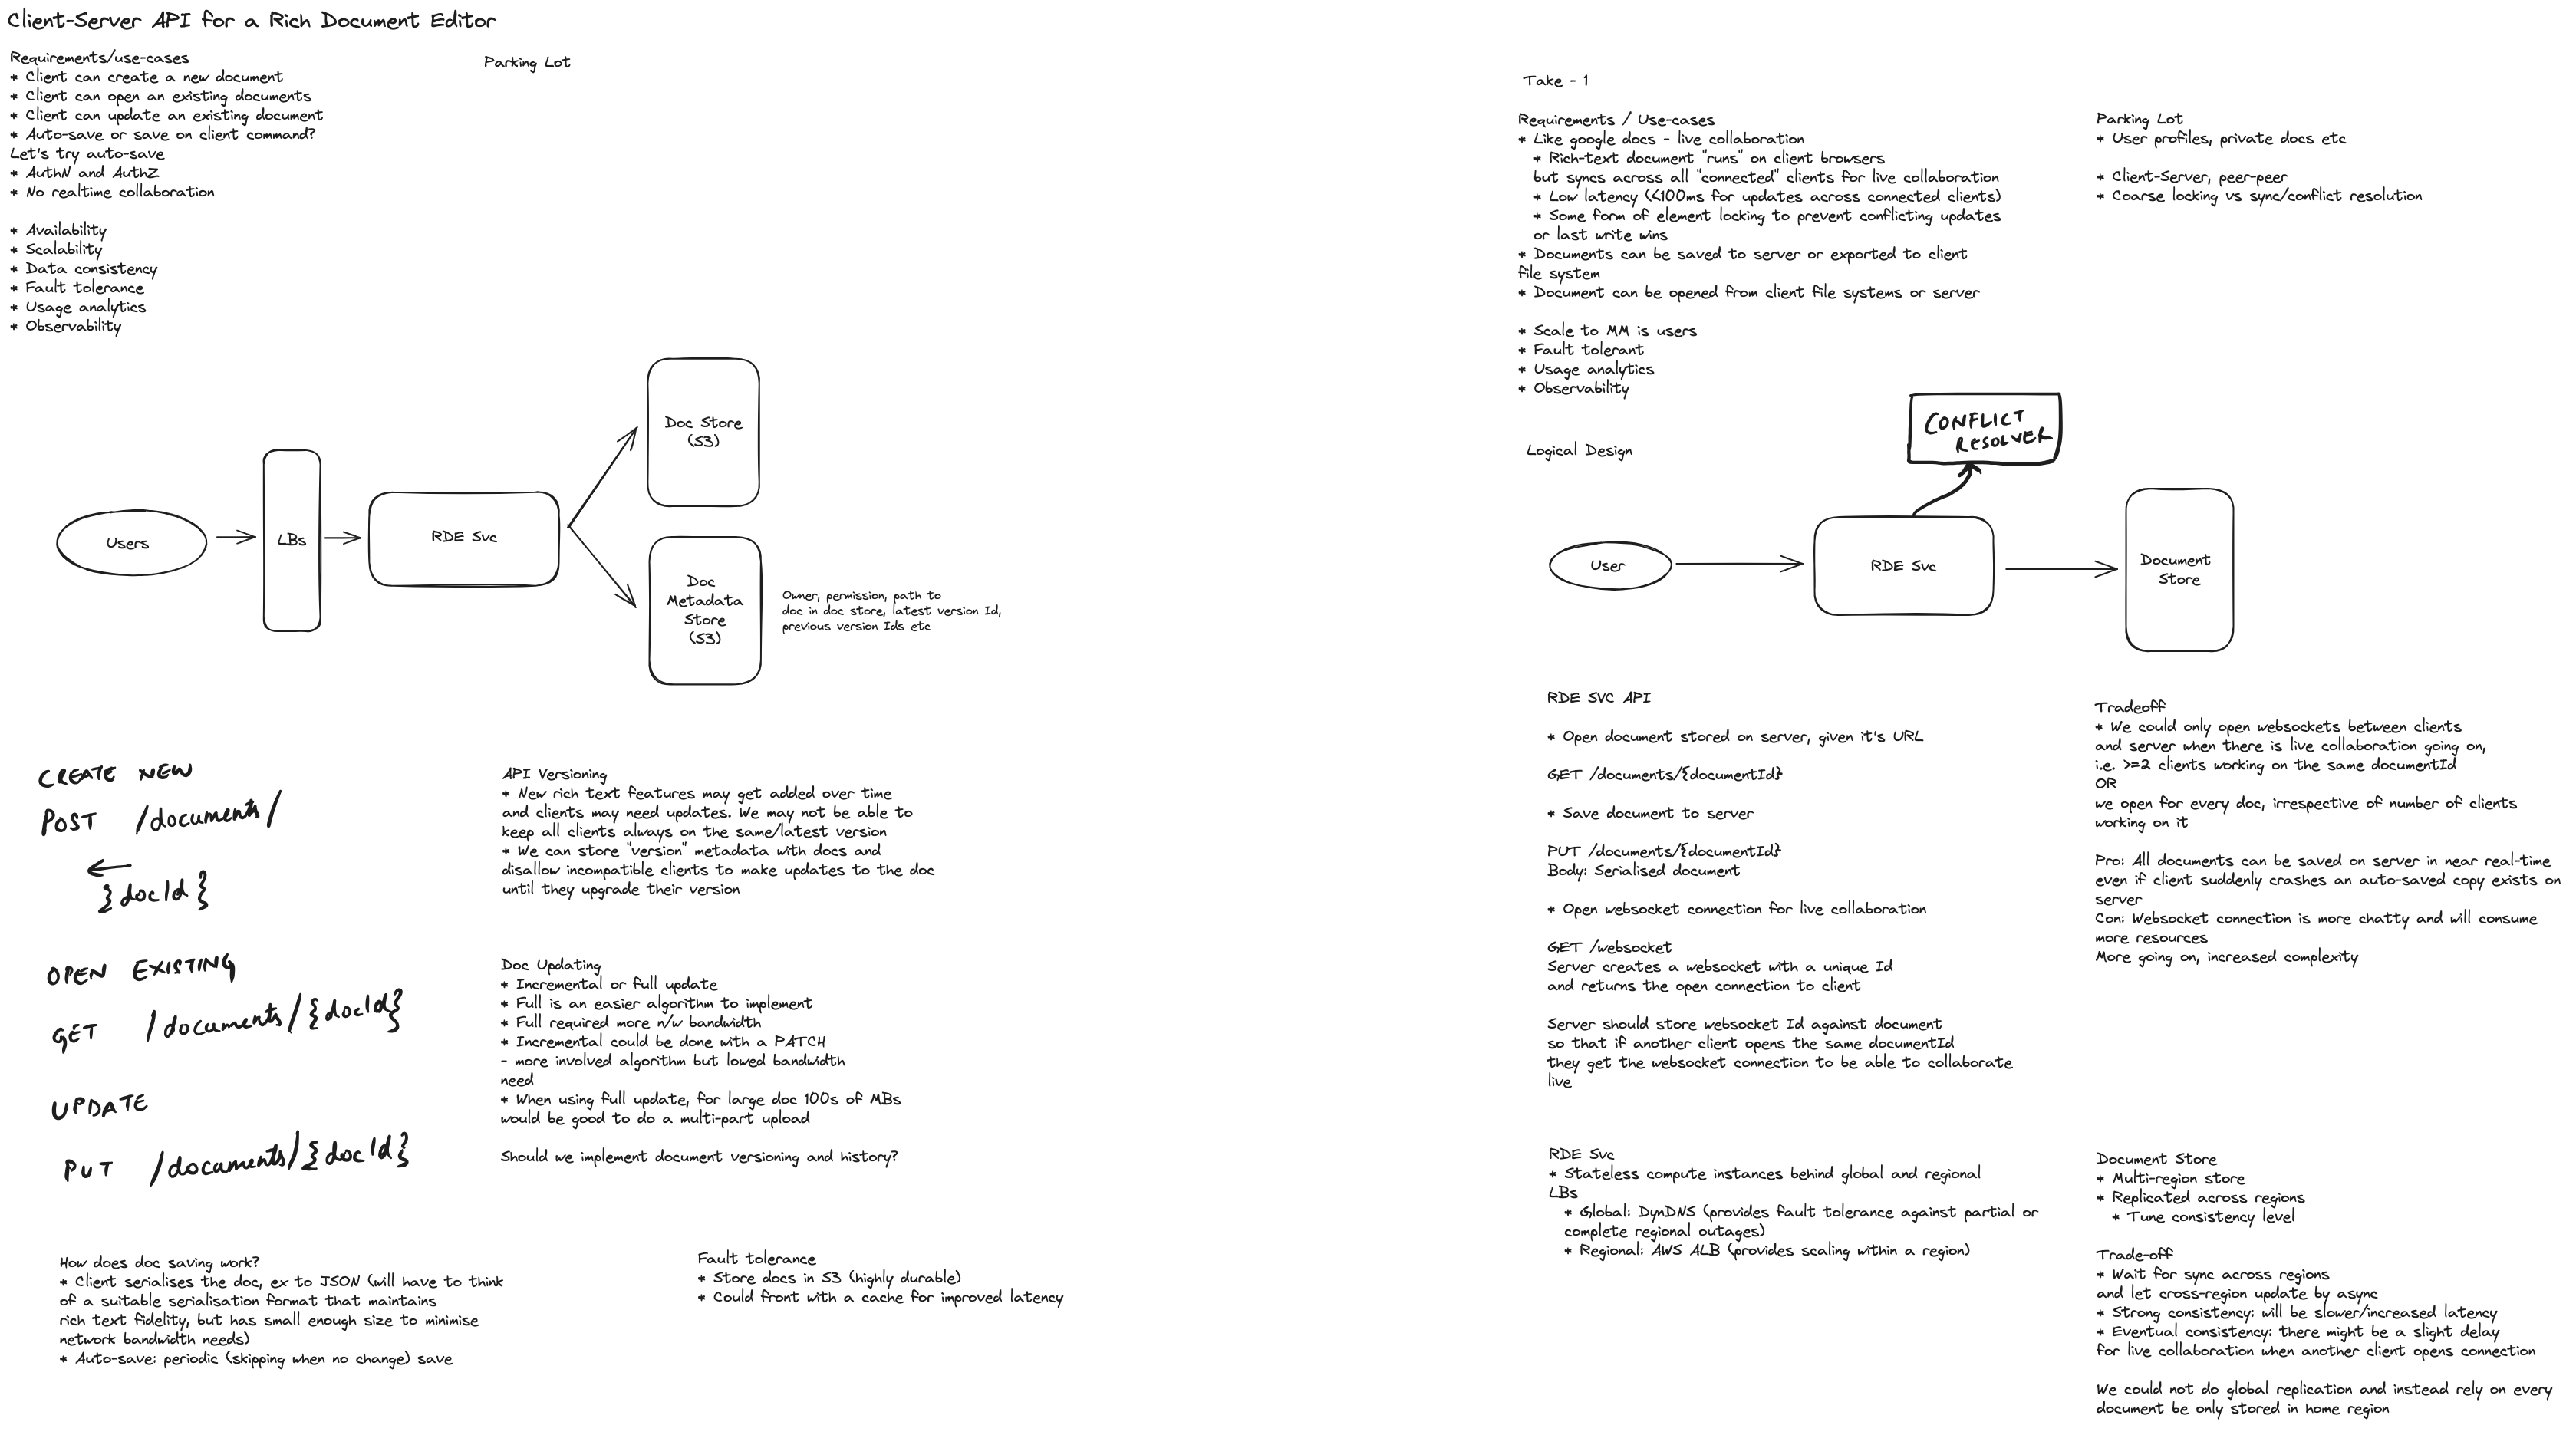 Client-Server API for a Rich Document Editor
Requirements/use-cases
* Client can create a new document
* Client can open an existing documents
* Client can update an existing document
* Auto-save or save on client command?
Let's try auto-save
* AuthN and AuthZ
* No realtime collaboration
* Availability
* Scalability
* Data consistency
* Fault tolerance
* Usage analytics
* Observability
Parking Lot
Users
LBs
RDE Svc
Doc Store
(S3)
Doc
Metadata
Store
(S3)
Owner, permission, path to
doc in doc store, latest version Id,
previous version Ids etc
CREATE NEW
POST /documents/
{docId}
OPEN EXISTING
GET /documents/{docId}
UPDATE
PUT /documents/{docId}
API Versioning
* New rich text features may get added over time
and clients may need updates. We may not be able to
keep all clients always on the same/latest version
* We can store "version" metadata with docs and
disallow incompatible clients to make updates to the doc
until they upgrade their version
Doc Updating
* Incremental or full update
* Full is an easier algorithm to implement
* Full required more n/w bandwidth
* Incremental could be done with a PATCH
- more involved algorithm but lowed bandwidth
need
* When using full update, for large doc 100s of MBs
would be good to do a multi-part upload
Should we implement document versioning and history?
How does doc saving work?
* Client serialises the doc, ex to JSON (will have to think
of a suitable serialisation format that maintains
rich text fidelity, but has small enough size to minimise
network bandwidth needs)
* Auto-save: periodic (skipping when no change) save
Fault tolerance
* Store docs in S3 (highly durable)
* Could front with a cache for improved latency
Take - 1
Requirements / Use-cases
* Like google docs - live collaboration
* Rich-text document "runs" on client browsers
but syncs across all "connected" clients for live collaboration
* Low latency (<100ms for updates across connected clients)
* Some form of element locking to prevent conflicting updates
or last write wins
* Documents can be saved to server or exported to client
file system
* Document can be opened from client file systems or server
* Scale to MM is users
* Fault tolerant
* Usage analytics
* Observability
Parking Lot
* User profiles, private docs etc
* Client-Server, peer-peer
* Coarse locking vs sync/conflict resolution
Logical Design
CONFLICT
RESOLVER
User
RDE Svc
Document
Store
RDE SVC API
* Open document stored on server, given it's URL
GET /documents/{documentId}
* Save document to server
PUT /documents/{documentId}
Body: Serialised document
* Open websocket connection for live collaboration
GET /websocket
Server creates a websocket with a unique Id
and returns the open connection to client
Server should store websocket Id against document
so that if another client opens the same documentId
they get the websocket connection to be able to collaborate
live
Tradeoff
* We could only open websockets between clients
and server when there is live collaboration going on,
i.e. >=2 clients working on the same documentId
OR
we open for every doc, irrespective of number of clients
working on it
Pro: All documents can be saved on server in near real-time
even if client suddenly crashes an auto-saved copy exists on
server
Con: Websocket connection is more chatty and will consume
more resources
More going on, increased complexity
RDE Svc
* Stateless compute instances behind global and regional
LBs
* Global: DynDNS (provides fault tolerance against partial or
complete regional outages)
* Regional: AWS ALB (provides scaling within a region)
Document Store
* Multi-region store
* Replicated across regions
* Tune consistency level
Trade-off
* Wait for sync across regions
and let cross-region update by async
* Strong consistency: will be slower/increased latency
* Eventual consistency: there might be a slight delay
for live collaboration when another client opens connection
We could not do global replication and instead rely on every
document be only stored in home region